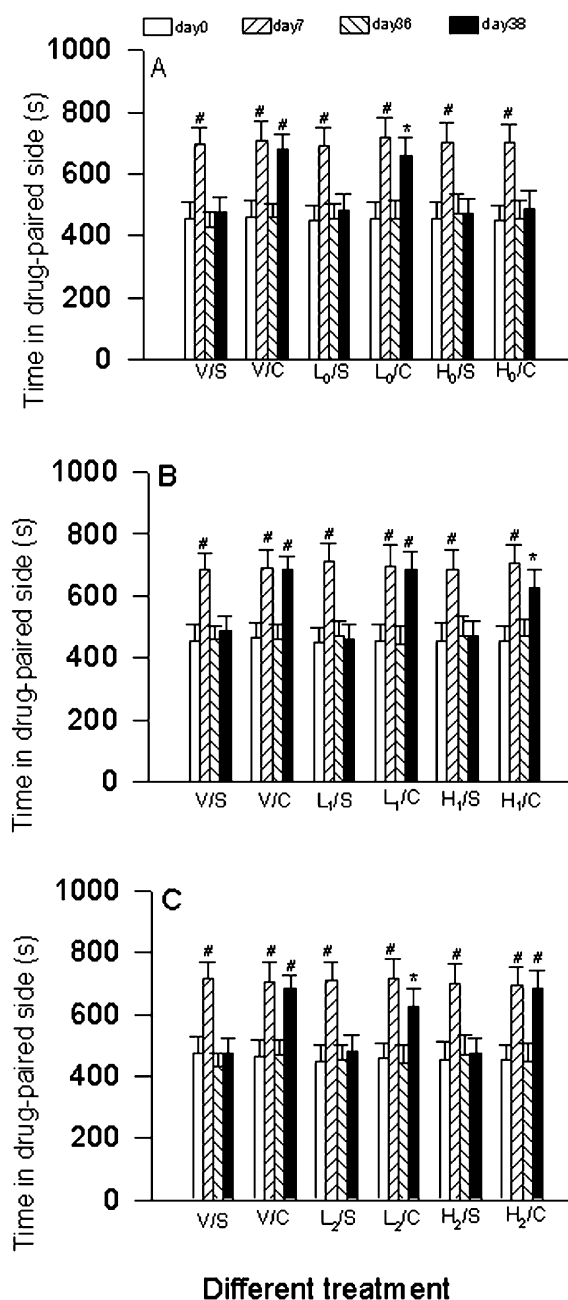 day0 day7 day36 day38
A
Time in drug-paired side (s)
1000
800
600
400
200
0
# # # # * # #
#
V/S V/C L₀/S L₀/C H₀/S H₀/C
B
Time in drug-paired side (s)
1000
800
600
400
200
0
# # # # # # # # *
V/S V/C L₁/S L₁/C H₁/S H₁/C
C
Time in drug-paired side (s)
1000
800
600
400
200
0
# # # # # * # # #
V/S V/C L₂/S L₂/C H₂/S H₂/C
Different treatment